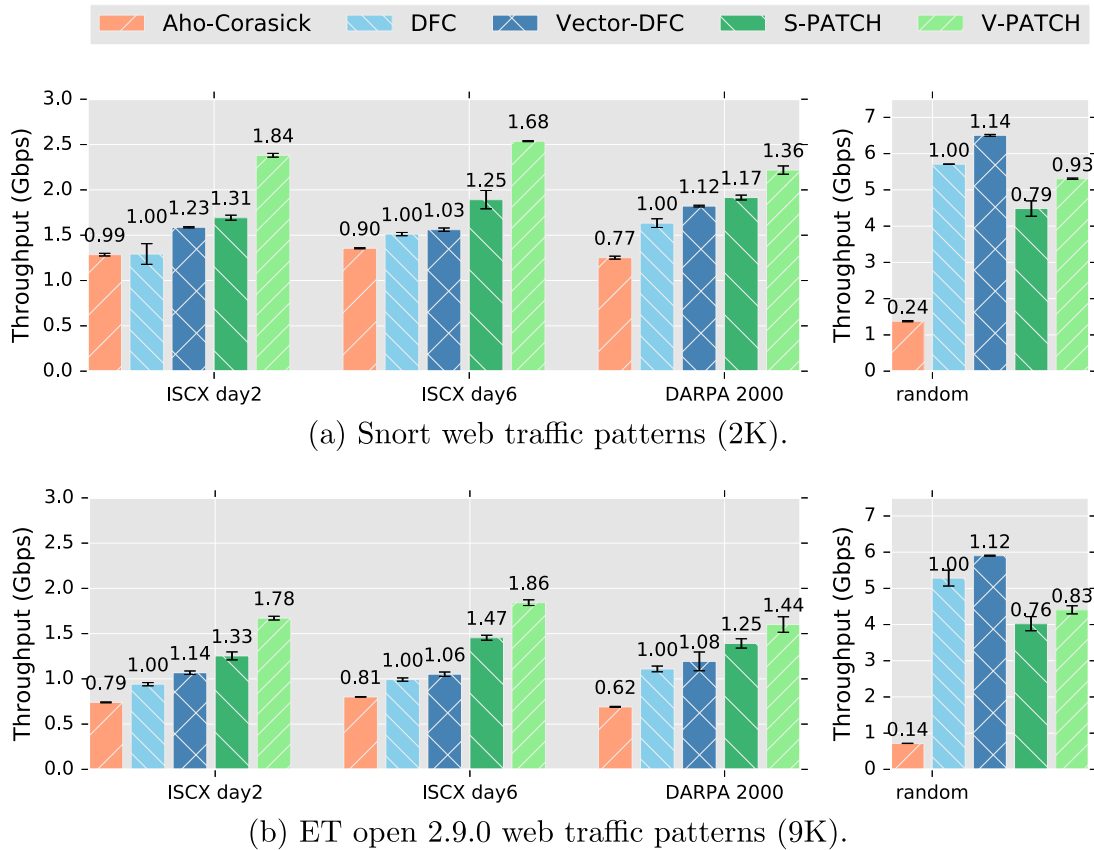 Aho-Corasick DFC Vector-DFC S-PATCH V-PATCH
Throughput (Gbps)
3.0
2.5
2.0
1.5
1.0
0.5
0.0
0.99 1.00 1.23 1.31 1.84
0.90 1.00 1.03 1.25 1.68
0.77 1.00 1.12 1.17 1.36
ISCX day2 ISCX day6 DARPA 2000
Throughput (Gbps)
7
6
5
4
3
2
1
0
0.24 1.00 1.14 0.79 0.93
random
(a) Snort web traffic patterns (2K).
Throughput (Gbps)
3.0
2.5
2.0
1.5
1.0
0.5
0.0
0.79 1.00 1.14 1.33 1.78
0.81 1.00 1.06 1.47 1.86
0.62 1.00 1.08 1.25 1.44
ISCX day2 ISCX day6 DARPA 2000
Throughput (Gbps)
7
6
5
4
3
2
1
0
0.14 1.00 1.12 0.76 0.83
random
(b) ET open 2.9.0 web traffic patterns (9K).